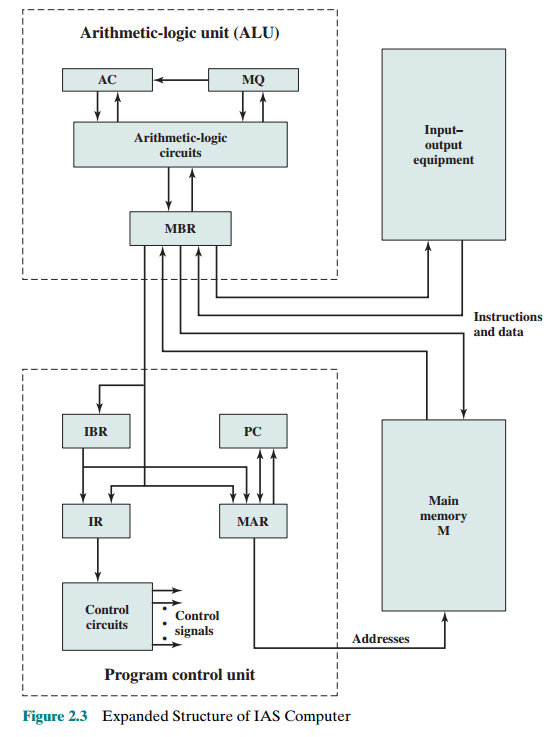 Arithmetic-logic unit (ALU)
AC
MQ
Arithmetic-logic
circuits
MBR
Input–
output
equipment
Instructions
and data
IBR
PC
IR
MAR
Main
memory
M
Control
circuits
Control
signals
Addresses
Program control unit
Figure 2.3 Expanded Structure of IAS Computer